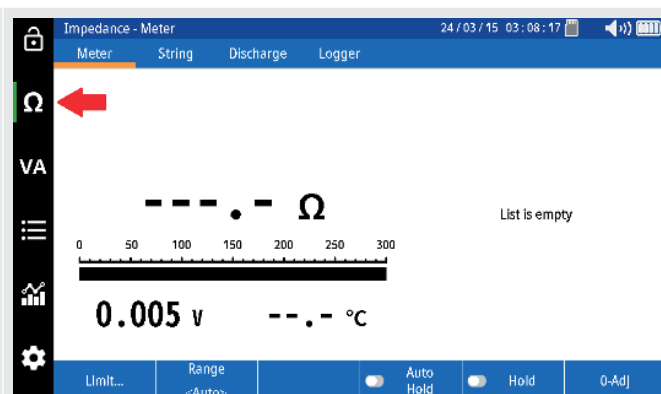 Impedance - Meter 24/03/15 03:08:17
Meter String Discharge Logger
Ω
VA
---.- Ω
List is empty
0 50 100 150 200 250 300
0.005 V --.- °C
Limit...
Range
<Auto>
Auto
Hold
Hold
0-Adj